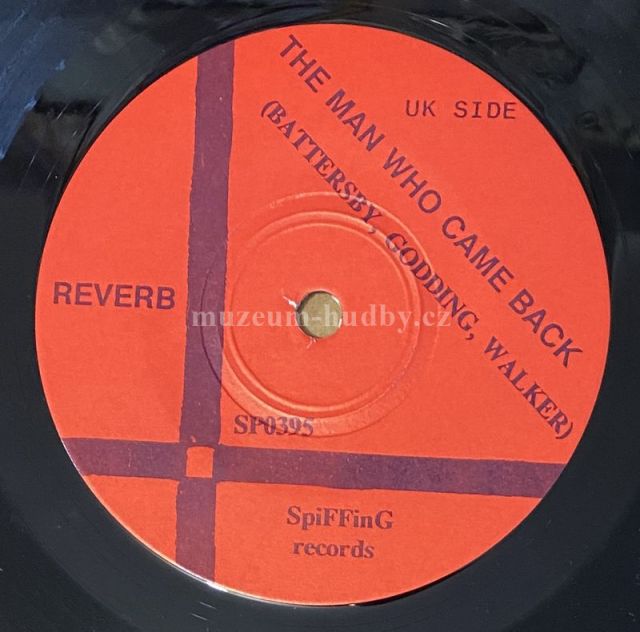 THE MAN WHO CAME BACK
(BATTERSBY, GODDING, WALKER)
UK SIDE
REVERB
muzeum-hudby.cz
SP0395
SpiFFinG
records